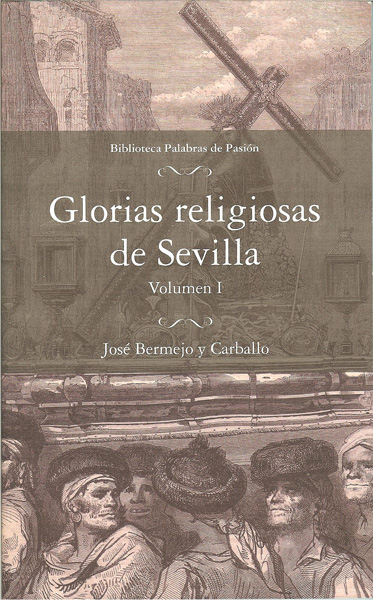 Biblioteca Palabras de Pasión
Glorias religiosas
de Sevilla
Volumen I
José Bermejo y Carballo